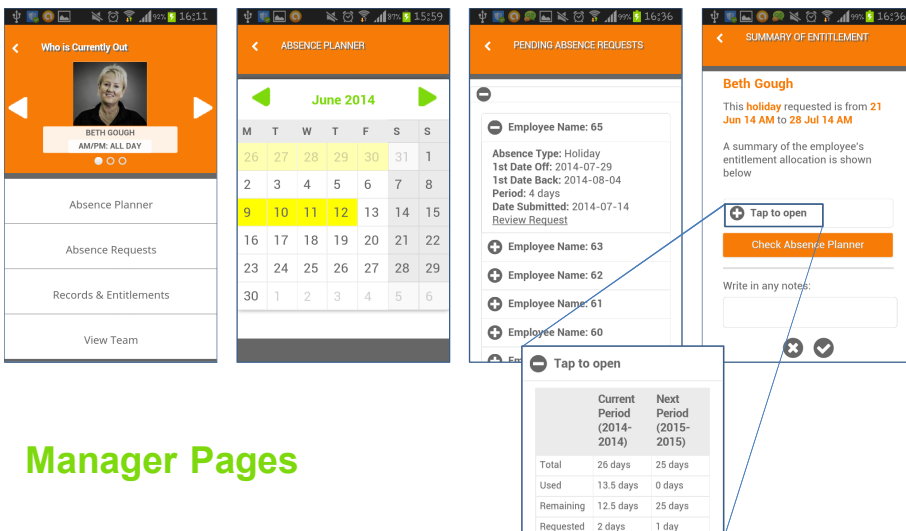 92% 16:11
Who is Currently Out
BETH GOUGH
AM/PM: ALL DAY
Absence Planner
Absence Requests
Records & Entitlements
View Team
87% 15:59
ABSENCE PLANNER
June 2014
M T W T F S S
26 27 28 29 30 31 1
2 3 4 5 6 7 8
9 10 11 12 13 14 15
16 17 18 19 20 21 22
23 24 25 26 27 28 29
30 1 2 3 4 5 6
99% 16:36
PENDING ABSENCE REQUESTS
Employee Name: 65
Absence Type: Holiday
1st Date Off: 2014-07-29
1st Date Back: 2014-08-04
Period: 4 days
Date Submitted: 2014-07-14
Review Request
Employee Name: 63
Employee Name: 62
Employee Name: 61
Employee Name: 60
Em
99% 16:36
SUMMARY OF ENTITLEMENT
Beth Gough
This holiday requested is from 21
Jun 14 AM to 28 Jul 14 AM
A summary of the employee's
entitlement allocation is shown
below
Tap to open
Check Absence Planner
Write in any notes:
Tap to open
Current Period (2014-2014) Next Period (2015-2015)
Total 26 days 25 days
Used 13.5 days 0 days
Remaining 12.5 days 25 days
Requested 2 days 1 day
Manager Pages